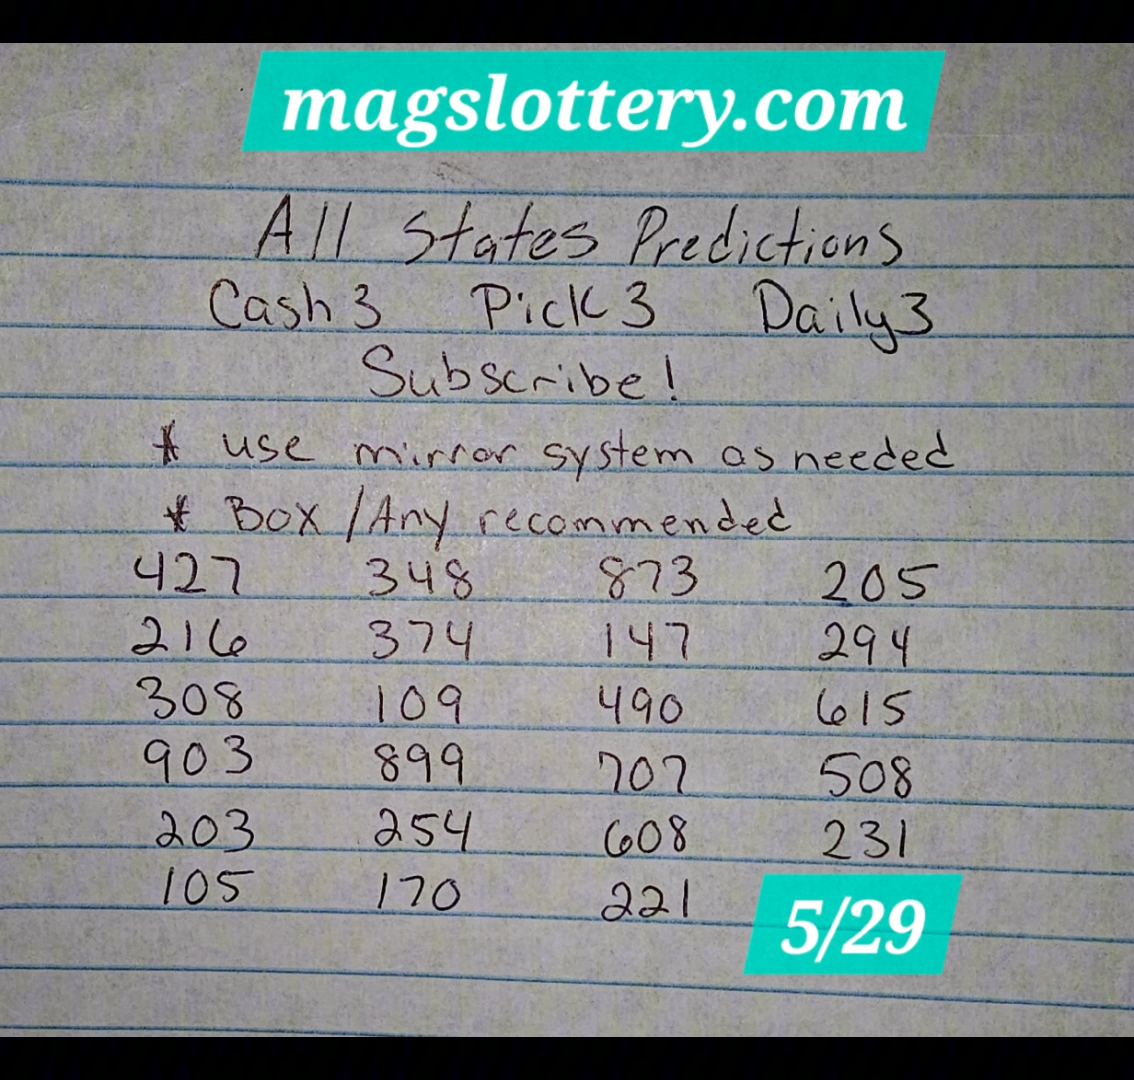 magslottery.com
All States Predictions
Cash 3 Pick 3 Daily 3
Subscribe!
* use mirror system as needed
* Box / Any recommended
427 348 873 205
216 374 147 294
308 109 490 615
903 899 707 508
203 254 608 231
105 170 221
5/29